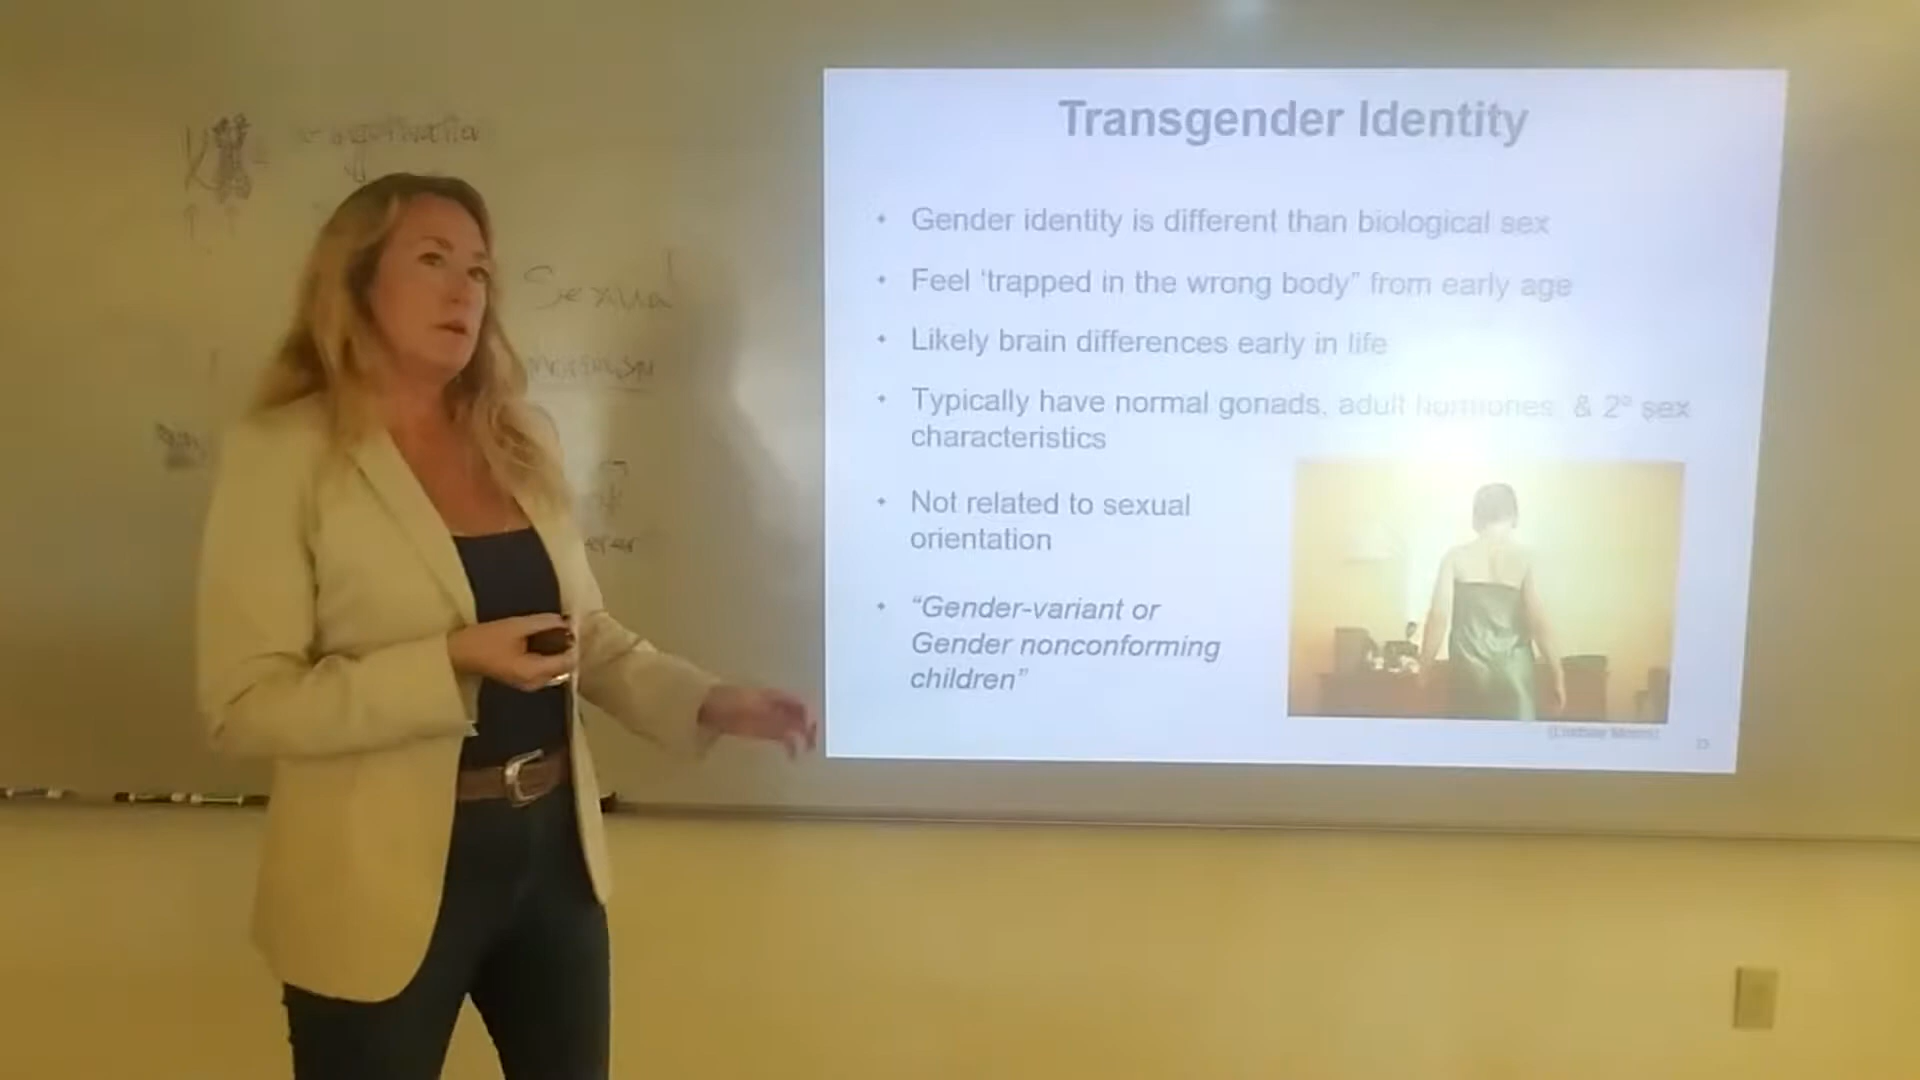 Sexual
Transgender Identity
• Gender identity is different than biological sex
• Feel ‘trapped in the wrong body” from early age
• Likely brain differences early in life
• Typically have normal gonads, adult hormones, & 2° sex
characteristics
• Not related to sexual
orientation
• “Gender-variant or
Gender nonconforming
children”